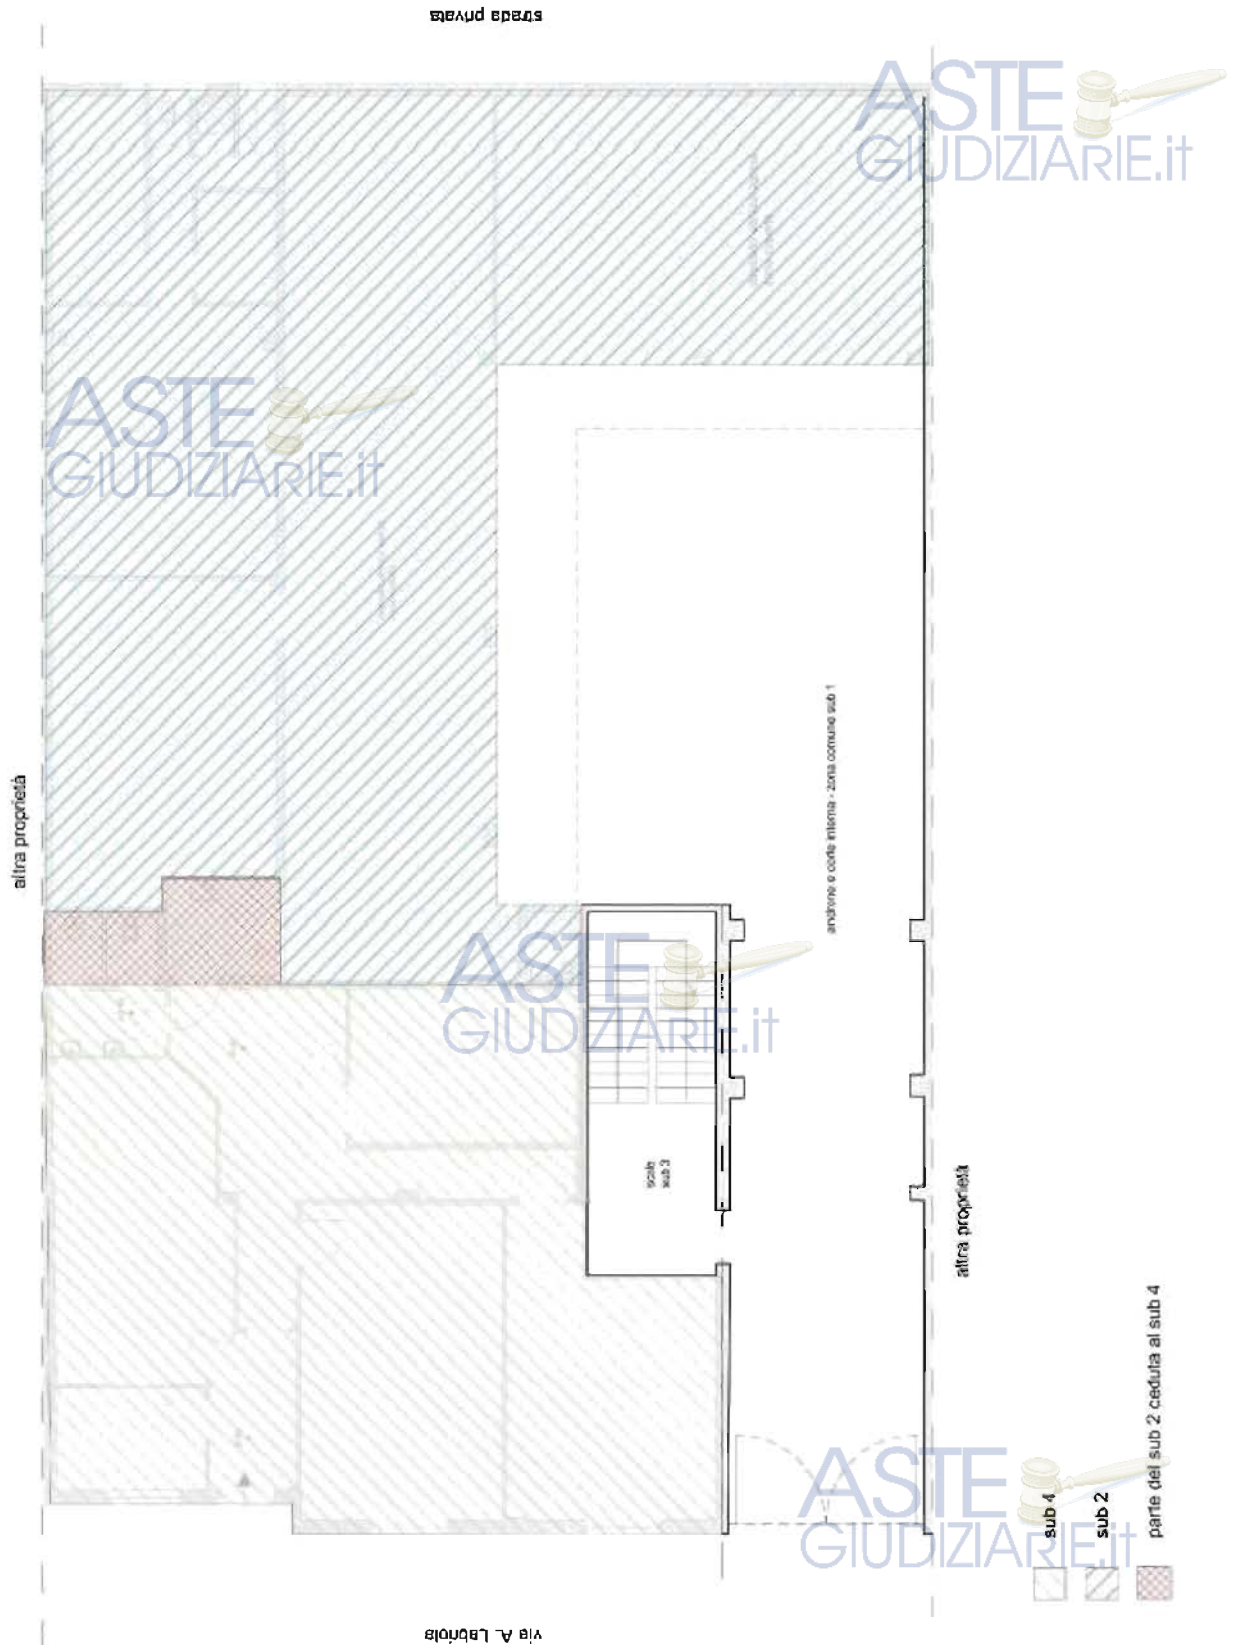 strada privata
ASTE
GIUDIZIARIE.it
ASTE
GIUDIZIARIE.it
altra proprietà
androne e corte interna - zona comune sub 1
ASTE
GIUDIZIARIE.it
scala
sub 3
altra proprietà
ASTE
GIUDIZIARIE.it
sub 4
sub 2
parte del sub 2 ceduta al sub 4
via A. Labriola